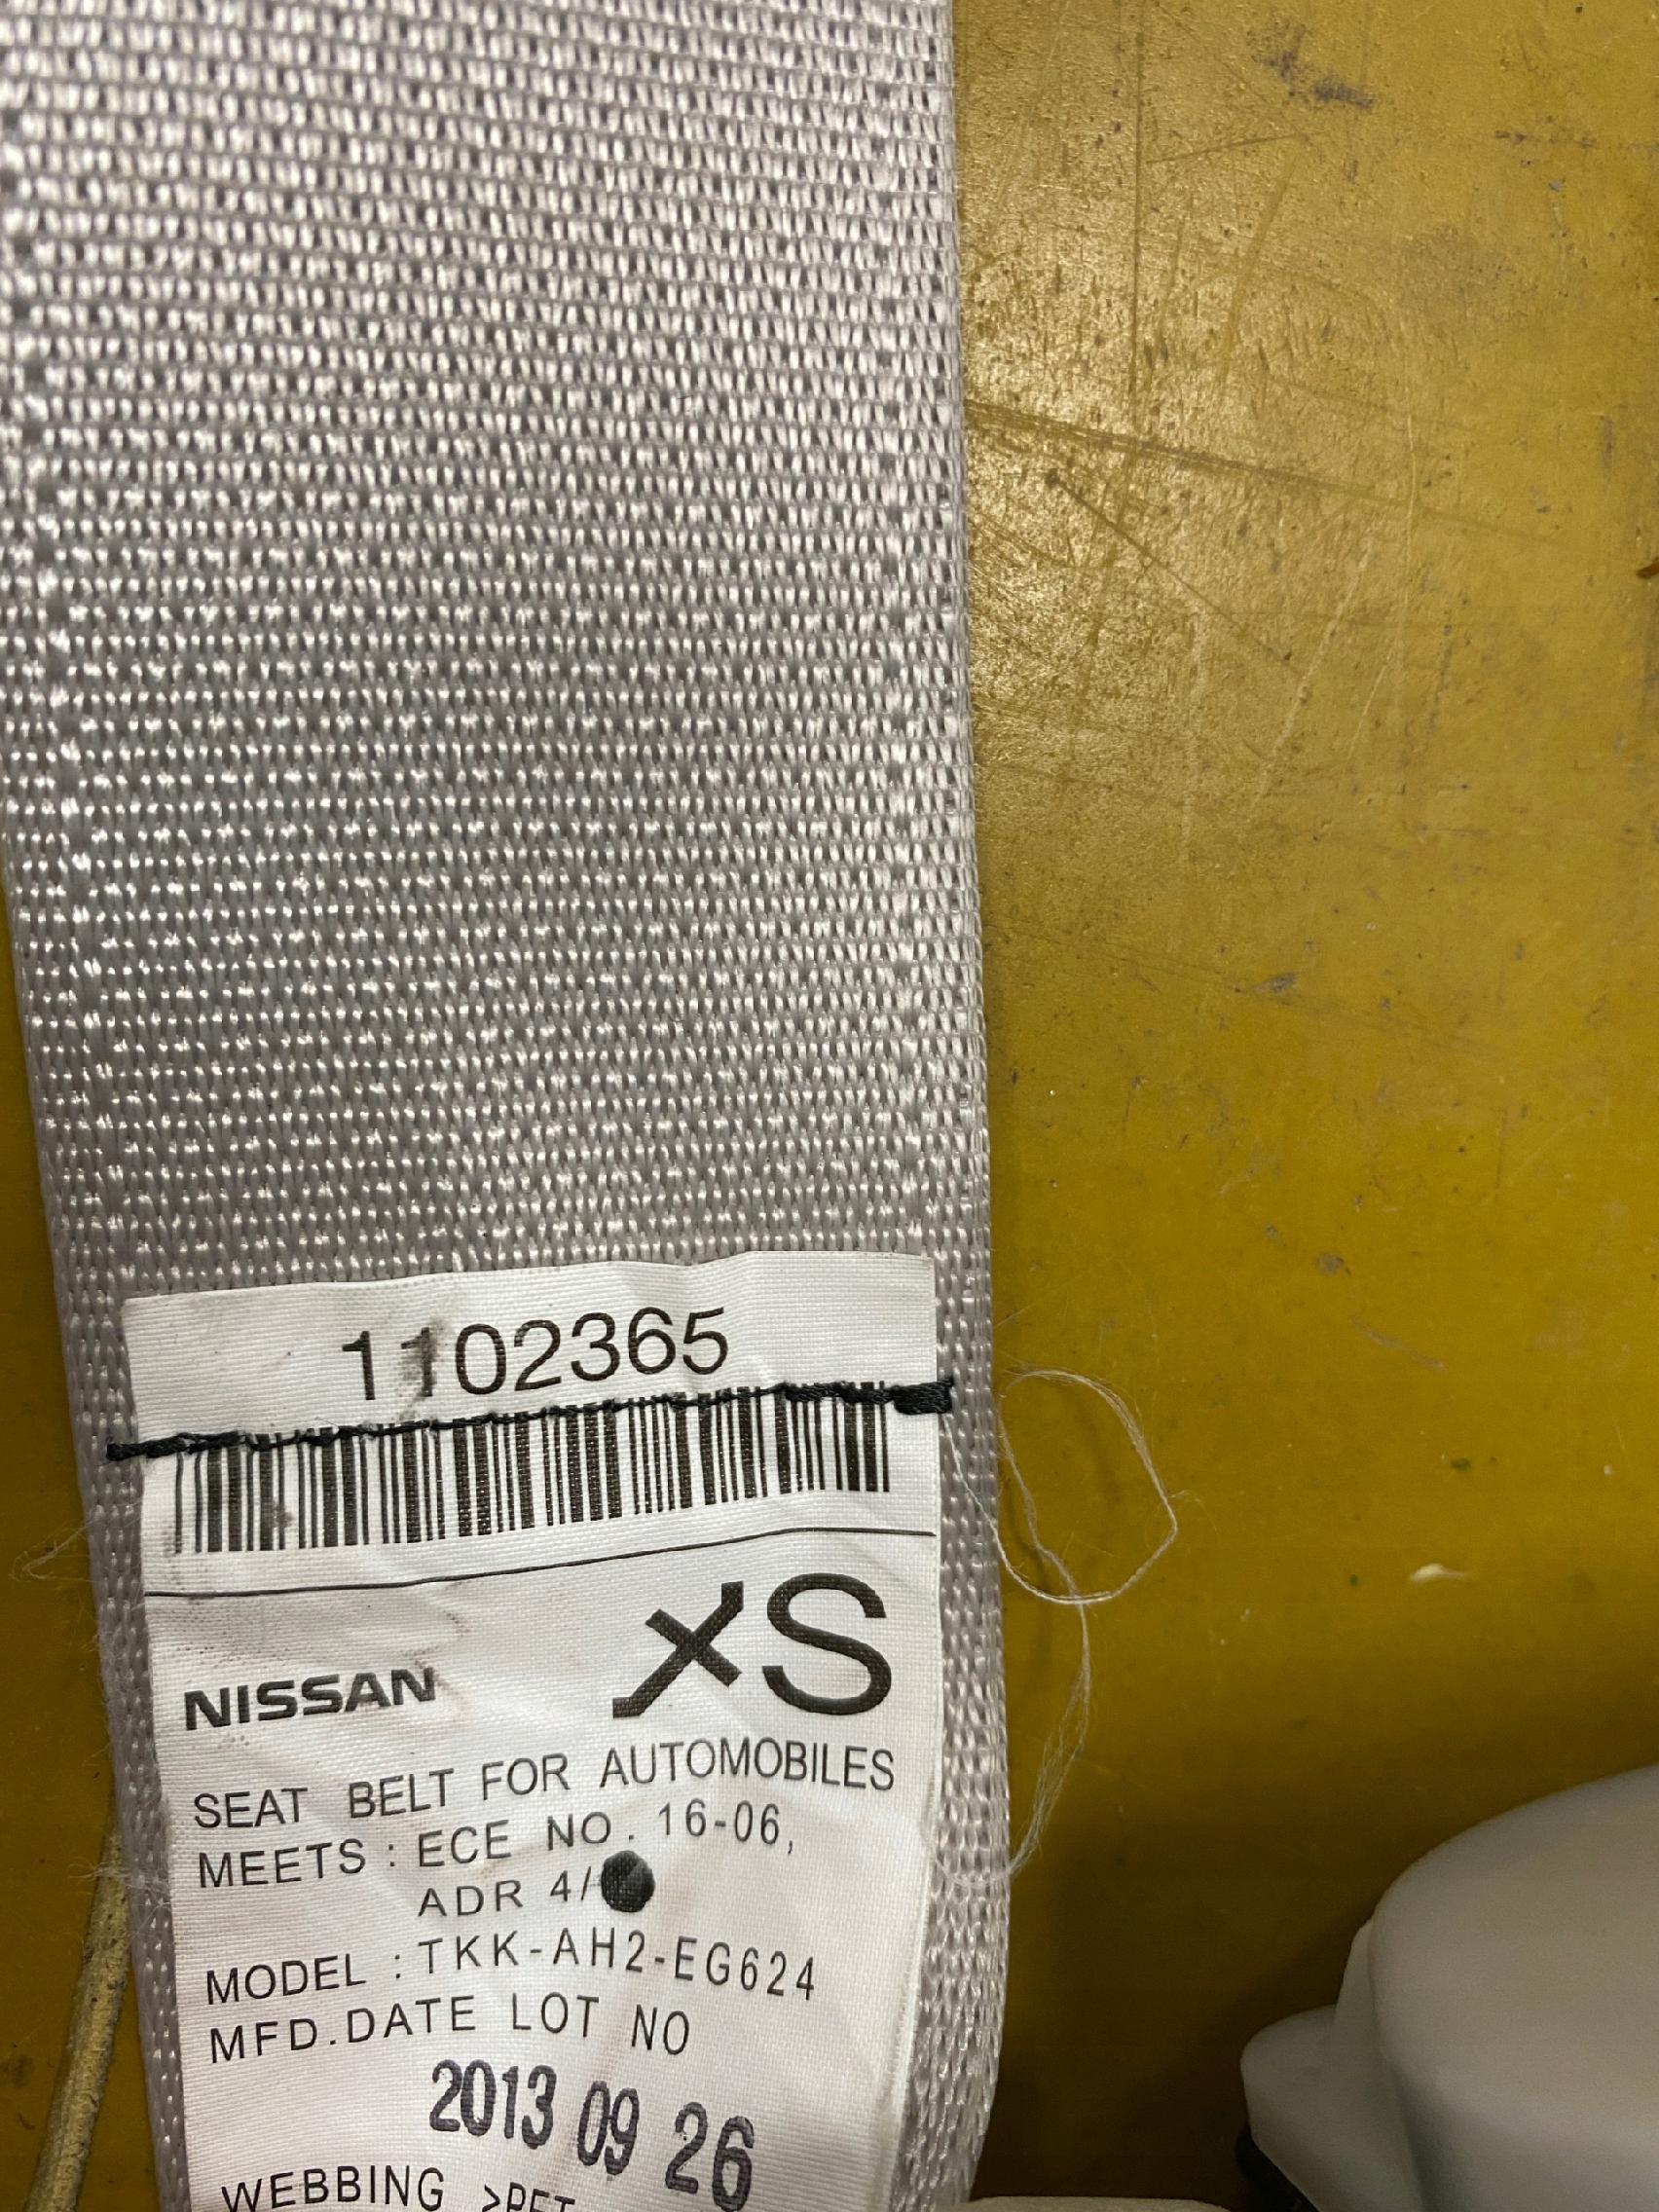 1102365
XS
NISSAN
SEAT BELT FOR AUTOMOBILES
MEETS : ECE NO. 16-06,
ADR 4/
MODEL : TKK-AH2-EG624
MFD.DATE LOT NO
2013 09 26
WEBBING >PET